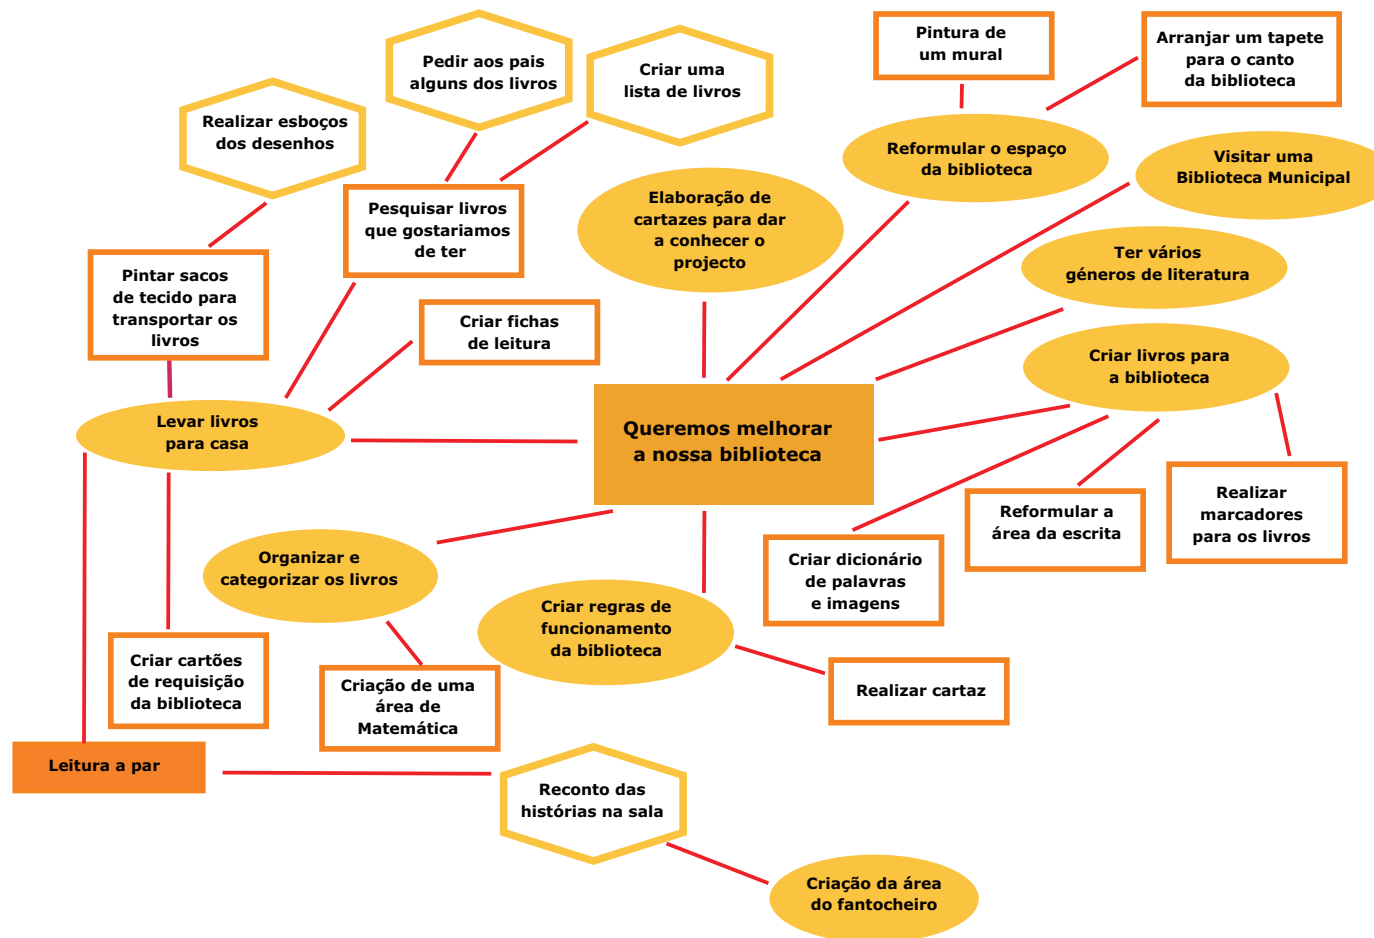 Pedir aos pais
alguns dos livros
Criar uma
lista de livros
Pintura de
um mural
Arranjar um tapete
para o canto
da biblioteca
Realizar esboços
dos desenhos
Reformular o espaço
da biblioteca
Visitar uma
Biblioteca Municipal
Elaboração de
cartazes para dar
a conhecer o
projecto
Pesquisar livros
que gostariamos
de ter
Pintar sacos
de tecido para
transportar os
livros
Ter vários
géneros de literatura
Criar fichas
de leitura
Criar livros para
a biblioteca
Levar livros
para casa
Queremos melhorar
a nossa biblioteca
Realizar
marcadores
para os livros
Reformular a
área da escrita
Criar dicionário
de palavras
e imagens
Organizar e
categorizar os livros
Criar regras de
funcionamento
da biblioteca
Criar cartões
de requisição
da biblioteca
Criação de uma
área de
Matemática
Realizar cartaz
Leitura a par
Reconto das
histórias na sala
Criação da área
do fantocheiro